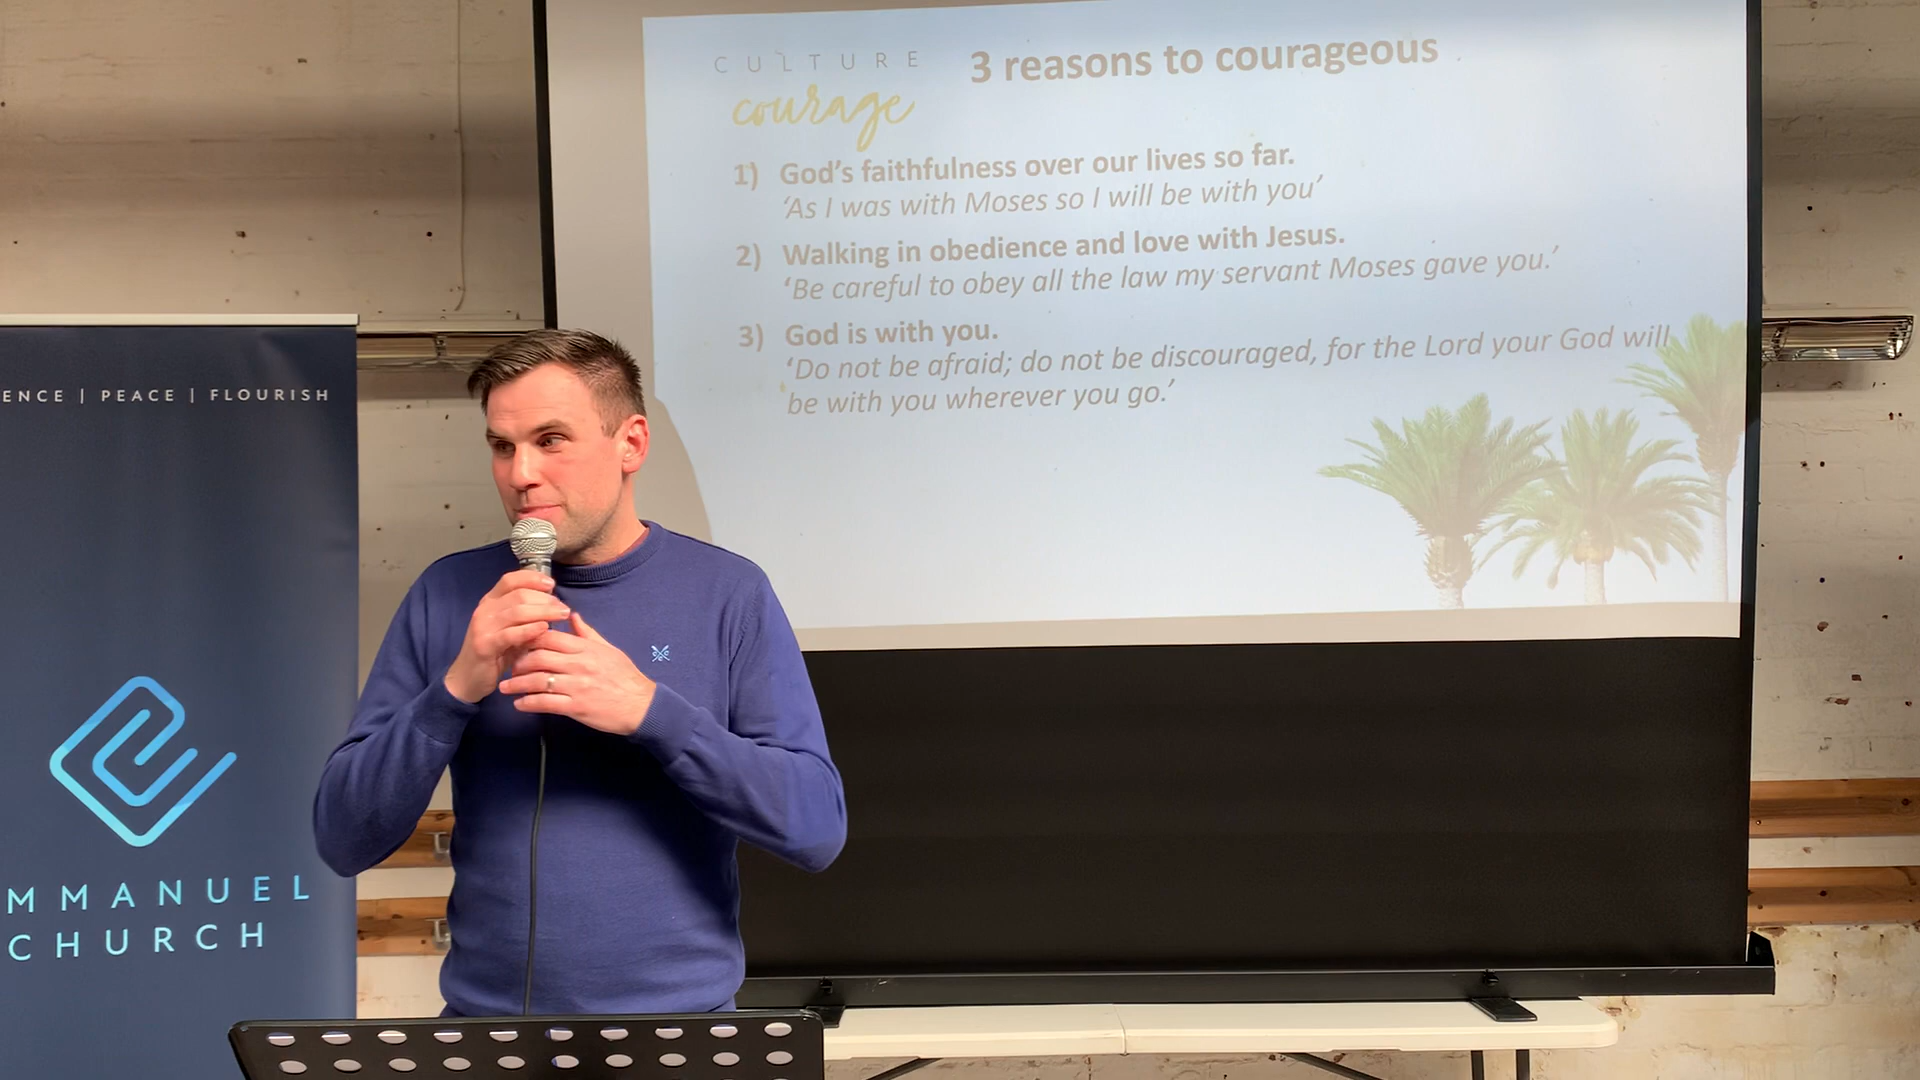 CULTURE
courage
3 reasons to courageous
1) God's faithfulness over our lives so far.
'As I was with Moses so I will be with you'
2) Walking in obedience and love with Jesus.
'Be careful to obey all the law my servant Moses gave you.'
3) God is with you.
'Do not be afraid; do not be discouraged, for the Lord your God will
be with you wherever you go.'
ENCE | PEACE | FLOURISH
MMANUEL
CHURCH